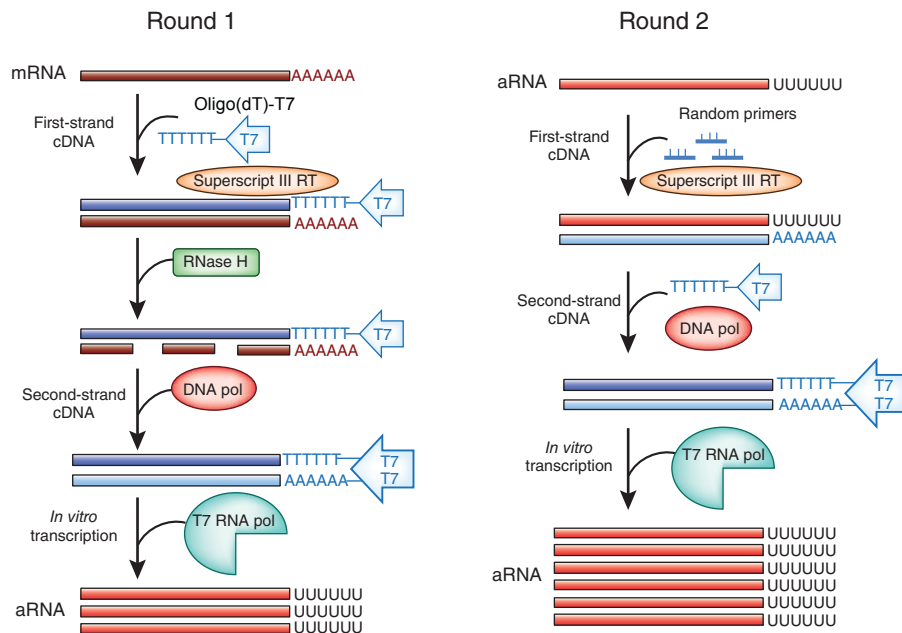 Round 1
mRNA
AAAAAA
Oligo(dT)-T7
First-strand
cDNA
TTTTTT
T7
Superscript III RT
TTTTTT
T7
AAAAAA
RNase H
TTTTTT
T7
AAAAAA
Second-strand
cDNA
DNA pol
TTTTTT
T7
AAAAAA
T7
In vitro
transcription
T7 RNA pol
aRNA
UUUUUU
UUUUUU
UUUUUU
Round 2
aRNA
UUUUUU
Random primers
First-strand
cDNA
Superscript III RT
UUUUUU
AAAAAA
TTTTTT
T7
Second-strand
cDNA
DNA pol
TTTTTT
T7
AAAAAA
T7
In vitro
transcription
T7 RNA pol
aRNA
UUUUUU
UUUUUU
UUUUUU
UUUUUU
UUUUUU
UUUUUU